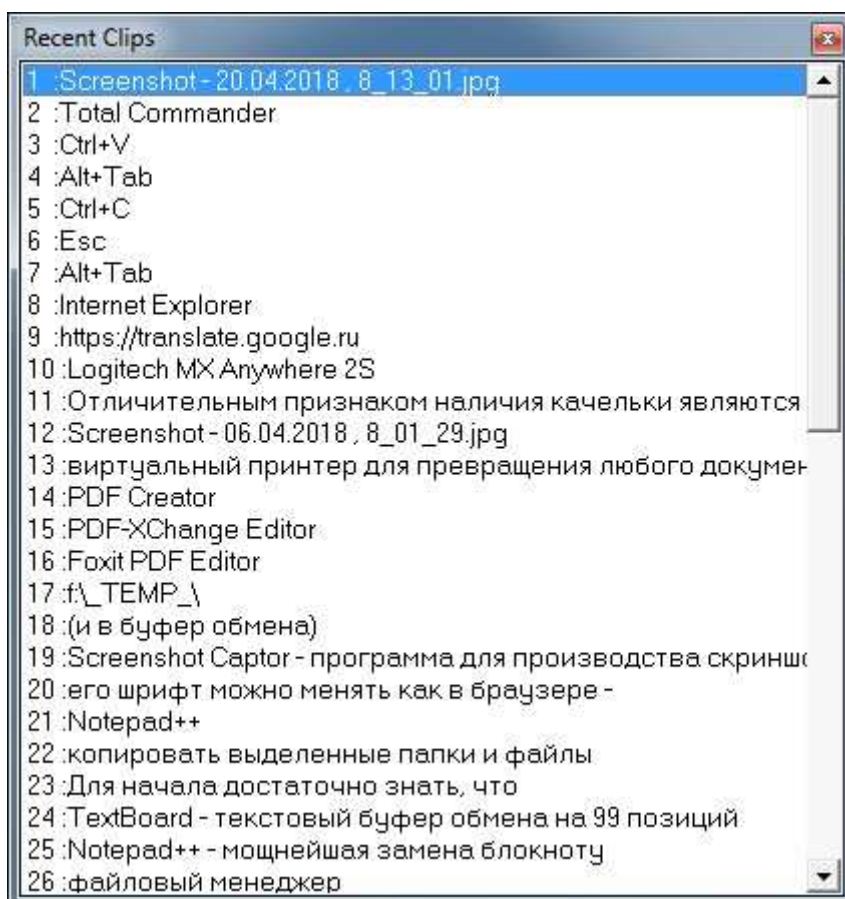 Recent Clips
1 :Screenshot - 20.04.2018 , 8_13_01.jpg
2 :Total Commander
3 :Ctrl+V
4 :Alt+Tab
5 :Ctrl+C
6 :Esc
7 :Alt+Tab
8 :Internet Explorer
9 :https://translate.google.ru
10 :Logitech MX Anywhere 2S
11 :Отличительным признаком наличия качельки являются
12 :Screenshot - 06.04.2018 , 8_01_29.jpg
13 :виртуальный принтер для превращения любого докумен
14 :PDF Creator
15 :PDF-XChange Editor
16 :Foxit PDF Editor
17 :f:\_TEMP_\
18 :(и в буфер обмена)
19 :Screenshot Captor - программа для производства скриншо
20 :его шрифт можно менять как в браузере -
21 :Notepad++
22 :копировать выделенные папки и файлы
23 :Для начала достаточно знать, что
24 :TextBoard - текстовый буфер обмена на 99 позиций
25 :Notepad++ - мощнейшая замена блокноту
26 :файловый менеджер